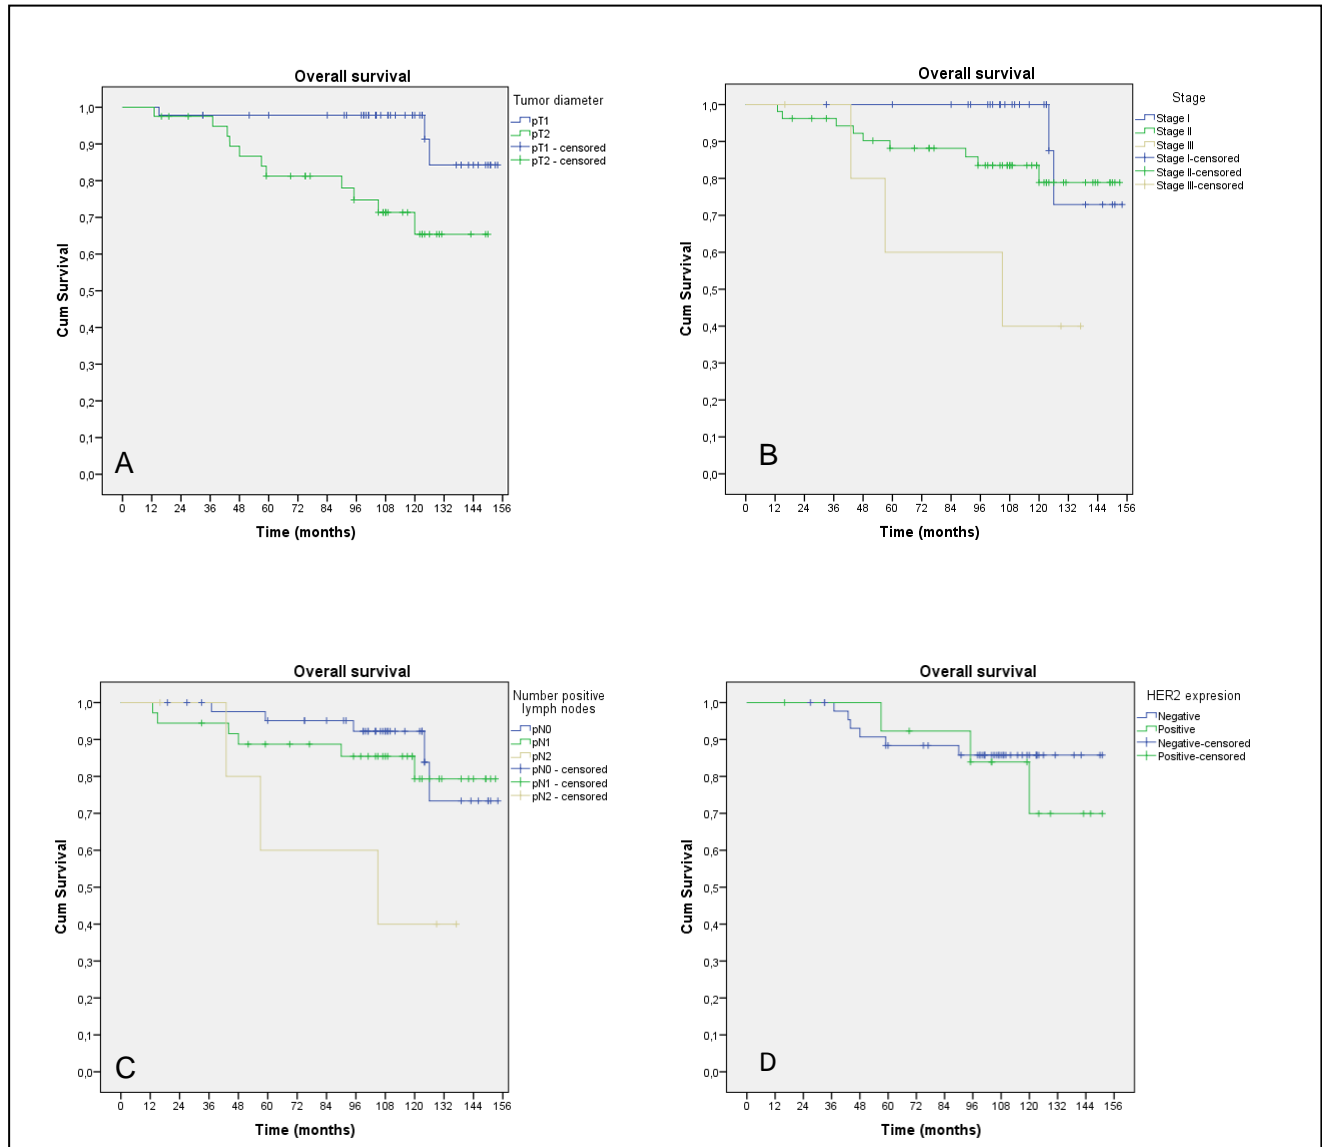 Overall survival
Cum Survival
1,0
0,9
0,8
0,7
0,6
0,5
0,4
0,3
0,2
0,1
0,0
A
0 12 24 36 48 60 72 84 96 108 120 132 144 156
Time (months)
Tumor diameter
pT1
pT2
pT1 - censored
pT2 - censored
Overall survival
Cum Survival
1,0
0,9
0,8
0,7
0,6
0,5
0,4
0,3
0,2
0,1
0,0
B
0 12 24 36 48 60 72 84 96 108 120 132 144 156
Time (months)
Stage
Stage I
Stage II
Stage III
Stage I-censored
Stage II-censored
Stage III-censored
Overall survival
Cum Survival
1,0
0,9
0,8
0,7
0,6
0,5
0,4
0,3
0,2
0,1
0,0
C
0 12 24 36 48 60 72 84 96 108 120 132 144 156
Time (months)
Number positive
lymph nodes
pN0
pN1
pN2
pN0 - censored
pN1 - censored
pN2 - censored
Overall survival
Cum Survival
1,0
0,9
0,8
0,7
0,6
0,5
0,4
0,3
0,2
0,1
0,0
D
0 12 24 36 48 60 72 84 96 108 120 132 144 156
Time (months)
HER2 expresion
Negative
Positive
Negative-censored
Positive-censored